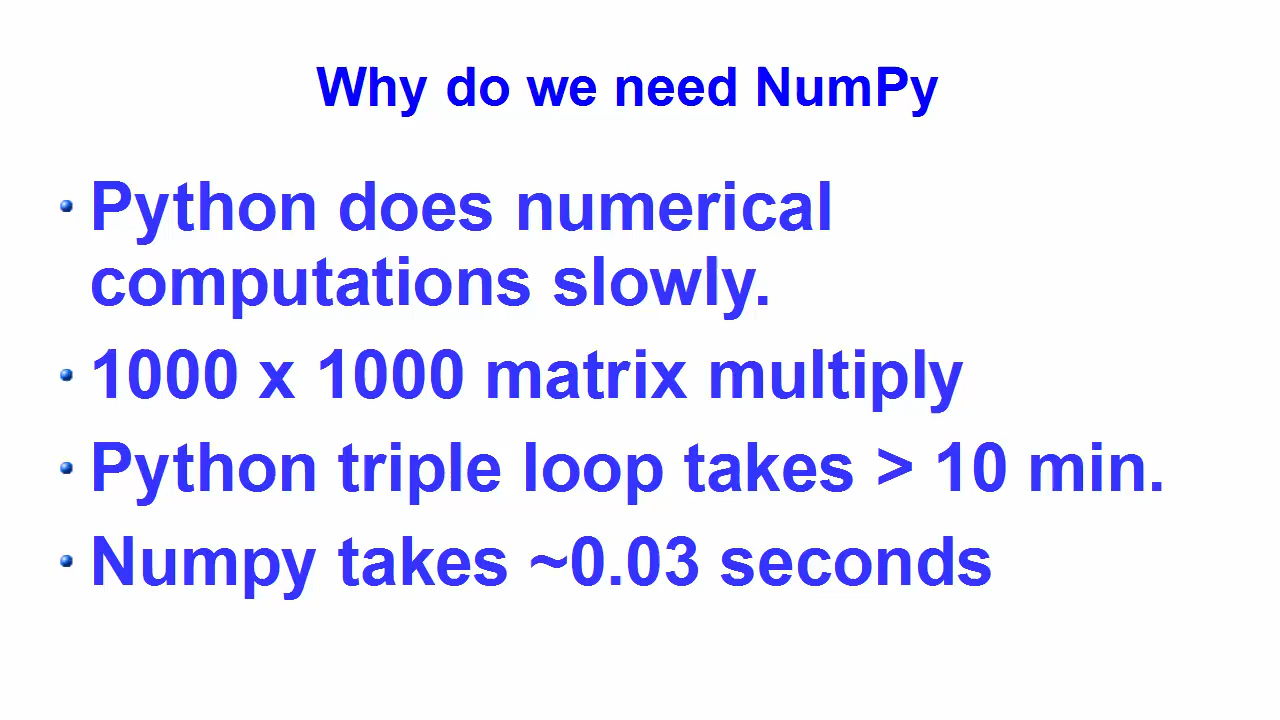 Why do we need NumPy
• Python does numerical
computations slowly.
• 1000 x 1000 matrix multiply
• Python triple loop takes > 10 min.
• Numpy takes ~0.03 seconds